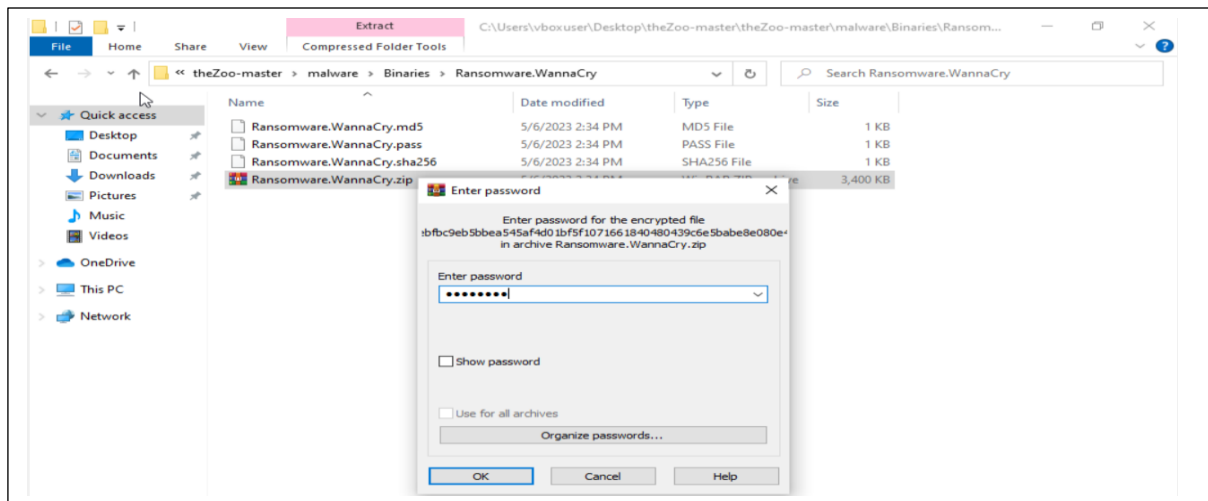 Extract
C:\Users\vboxuser\Desktop\theZoo-master\theZoo-master\malware\Binaries\Ransom...
File Home Share View Compressed Folder Tools
« theZoo-master › malware › Binaries › Ransomware.WannaCry
Search Ransomware.WannaCry
Name Date modified Type Size
Quick access
Desktop
Documents
Downloads
Pictures
Music
Videos
OneDrive
This PC
Network
Ransomware.WannaCry.md5 5/6/2023 2:34 PM MD5 File 1 KB
Ransomware.WannaCry.pass 5/6/2023 2:34 PM PASS File 1 KB
Ransomware.WannaCry.sha256 5/6/2023 2:34 PM SHA256 File 1 KB
Ransomware.WannaCry.zip 3,400 KB
Enter password
Enter password for the encrypted file
bfbc9eb5bbea545af4d01bf5f1071661840480439c6e5babe8e080e
in archive Ransomware.WannaCry.zip
Enter password
Show password
Use for all archives
Organize passwords...
OK Cancel Help